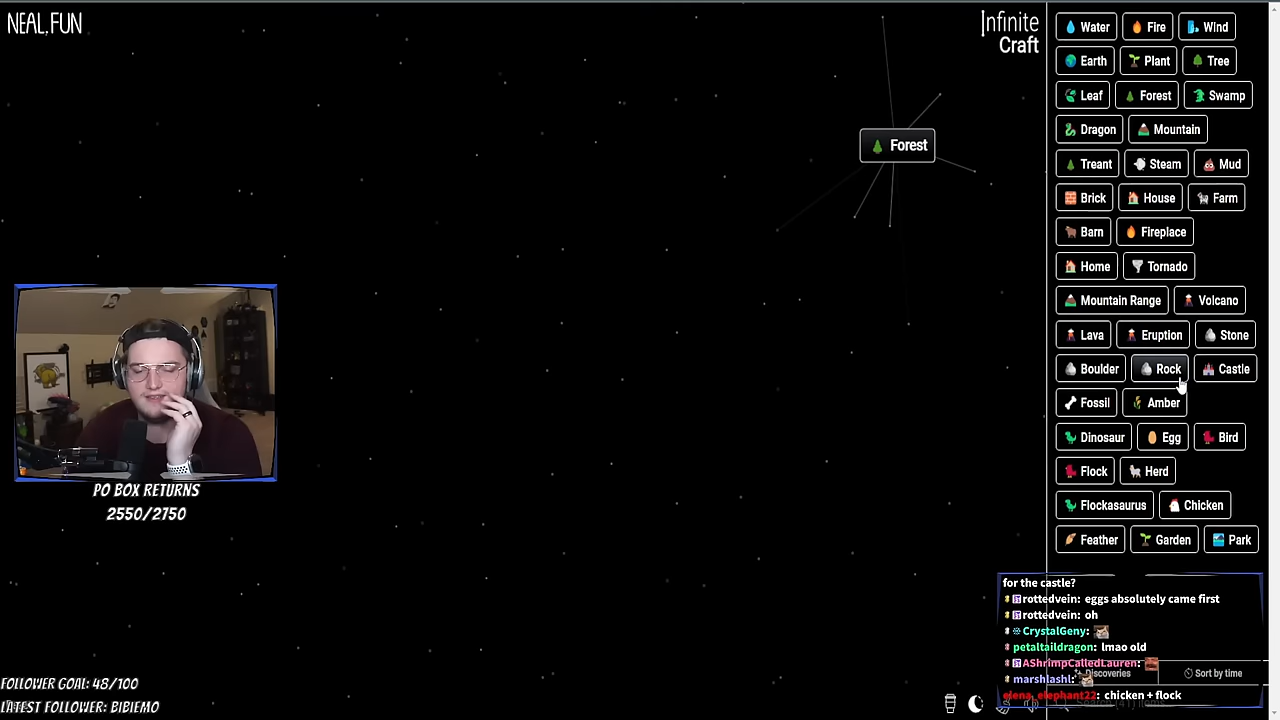 NEAL.FUN
Infinite
Craft
Forest
Water Fire Wind
Earth Plant Tree
Leaf Forest Swamp
Dragon Mountain
Treant Steam Mud
Brick House Farm
Barn Fireplace
Home Tornado
Mountain Range Volcano
Lava Eruption Stone
Boulder Rock Castle
Fossil Amber
Dinosaur Egg Bird
Flock Herd
Flockasaurus Chicken
Feather Garden Park
PO BOX RETURNS
2550/2750
for the castle?
rottedvein: eggs absolutely came first
rottedvein: oh
CrystalGeny:
petaltaildragon: lmao old
AShrimpCalledLauren:
marshlashl:
Discoveries Sort by time
elena_elephant22: chicken + flock
FOLLOWER GOAL: 48/100
LATEST FOLLOWER: BIBIEMO